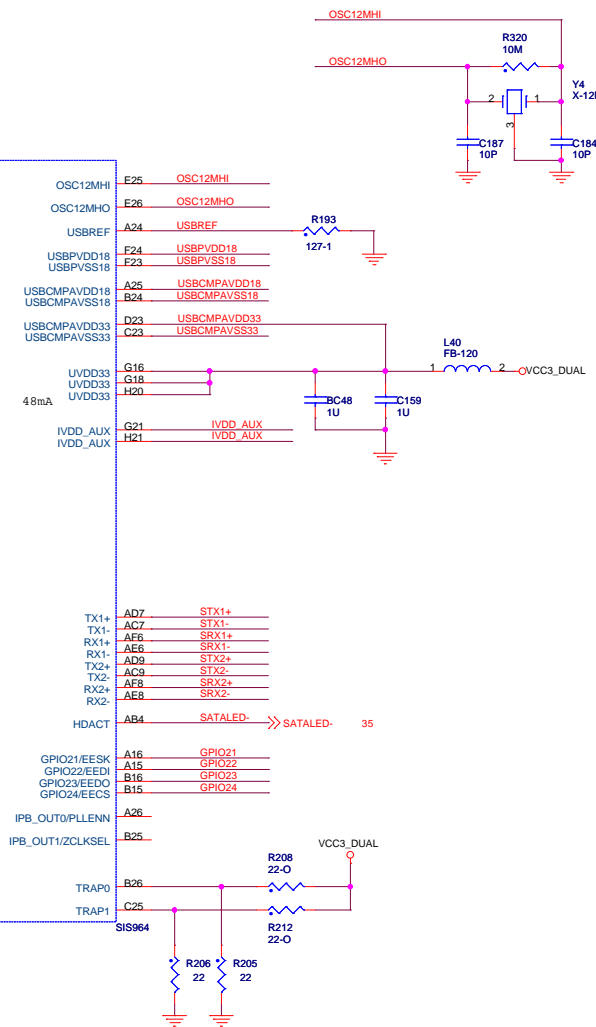 OSC12MHI
R320
10M
OSC12MHO
Y4
X-12
2
1
3
C187
10P
C184
10P
OSC12MHI E25 OSC12MHI
OSC12MHO E26 OSC12MHO
USBREF A24 USBREF
R193
127-1
USBPVDD18 F24 USBPVDD18
USBPVSS18 F23 USBPVSS18
USBCMPAVDD18 A25 USBCMPAVDD18
USBCMPAVSS18 B24 USBCMPAVSS18
USBCMPAVDD33 D23 USBCMPAVDD33
USBCMPAVSS33 C23 USBCMPAVSS33
L40
FB-120
UVDD33 G16
1 2 VCC3_DUAL
UVDD33 G18
UVDD33 H20
48mA
BC48
1U
C159
1U
IVDD_AUX G21 IVDD_AUX
IVDD_AUX H21 IVDD_AUX
TX1+ AD7 STX1+
TX1- AC7 STX1-
RX1+ AF6 SRX1+
RX1- AE6 SRX1-
TX2+ AD9 STX2+
TX2- AC9 STX2-
RX2+ AF8 SRX2+
RX2- AE8 SRX2-
HDACT AB4 SATALED- SATALED- 35
GPIO21/EESK A16 GPIO21
GPIO22/EEDI A15 GPIO22
GPIO23/EEDO B16 GPIO23
GPIO24/EECS B15 GPIO24
IPB_OUT0/PLLENN A26
IPB_OUT1/ZCLKSEL B25
VCC3_DUAL
R208
22-O
TRAP0 B26
TRAP1 C25
SIS964
R212
22-O
R206
22
R205
22